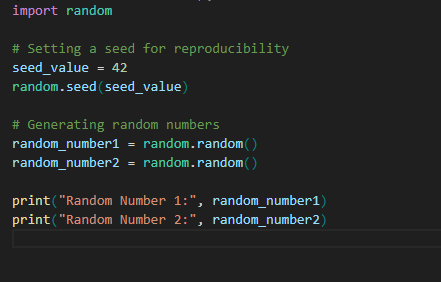 import random
# Setting a seed for reproducibility
seed_value = 42
random.seed(seed_value)
# Generating random numbers
random_number1 = random.random()
random_number2 = random.random()
print("Random Number 1:", random_number1)
print("Random Number 2:", random_number2)